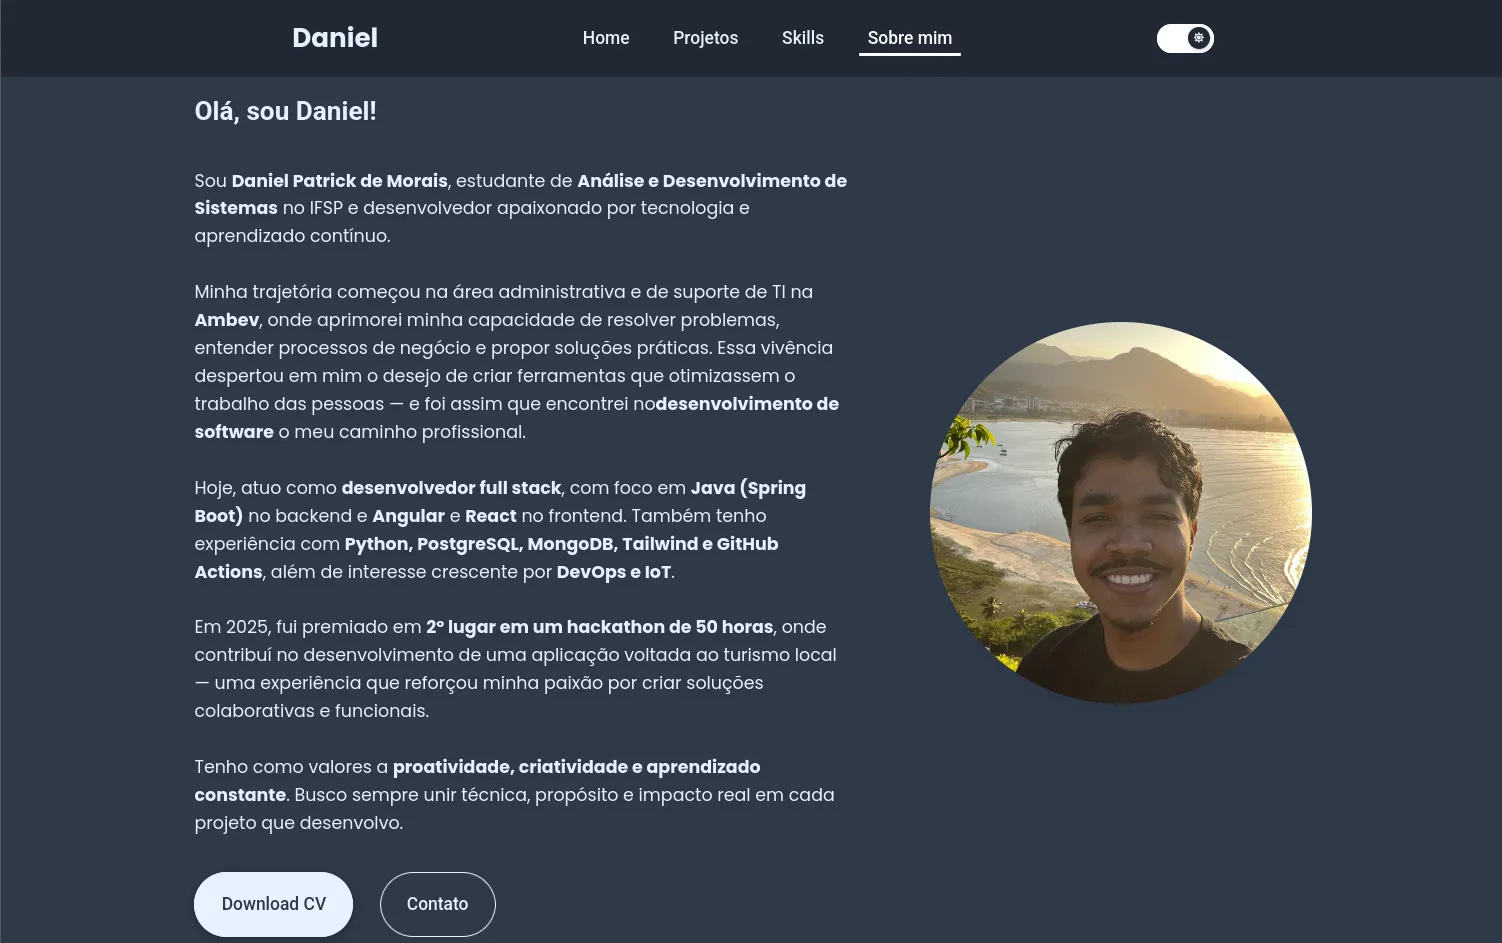 Daniel
Home
Projetos
Skills
Sobre mim
Olá, sou Daniel!
Sou Daniel Patrick de Morais, estudante de Análise e Desenvolvimento de
Sistemas no IFSP e desenvolvedor apaixonado por tecnologia e
aprendizado contínuo.
Minha trajetória começou na área administrativa e de suporte de TI na
Ambev, onde aprimorei minha capacidade de resolver problemas,
entender processos de negócio e propor soluções práticas. Essa vivência
despertou em mim o desejo de criar ferramentas que otimizassem o
trabalho das pessoas — e foi assim que encontrei nodesenvolvimento de
software o meu caminho profissional.
Hoje, atuo como desenvolvedor full stack, com foco em Java (Spring
Boot) no backend e Angular e React no frontend. Também tenho
experiência com Python, PostgreSQL, MongoDB, Tailwind e GitHub
Actions, além de interesse crescente por DevOps e IoT.
Em 2025, fui premiado em 2º lugar em um hackathon de 50 horas, onde
contribuí no desenvolvimento de uma aplicação voltada ao turismo local
— uma experiência que reforçou minha paixão por criar soluções
colaborativas e funcionais.
Tenho como valores a proatividade, criatividade e aprendizado
constante. Busco sempre unir técnica, propósito e impacto real em cada
projeto que desenvolvo.
Download CV
Contato